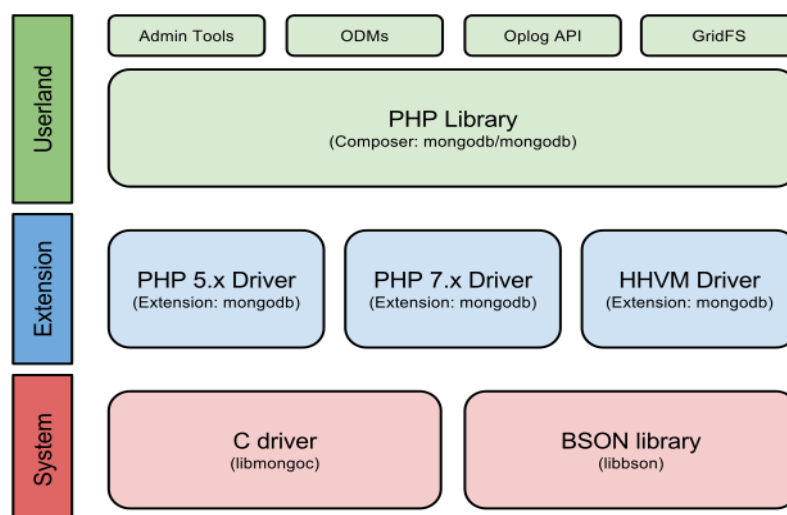 Admin Tools
ODMs
Oplog API
GridFS
Userland
PHP Library
(Composer: mongodb/mongodb)
Extension
PHP 5.x Driver
(Extension: mongodb)
PHP 7.x Driver
(Extension: mongodb)
HHVM Driver
(Extension: mongodb)
System
C driver
(libmongoc)
BSON library
(libbson)